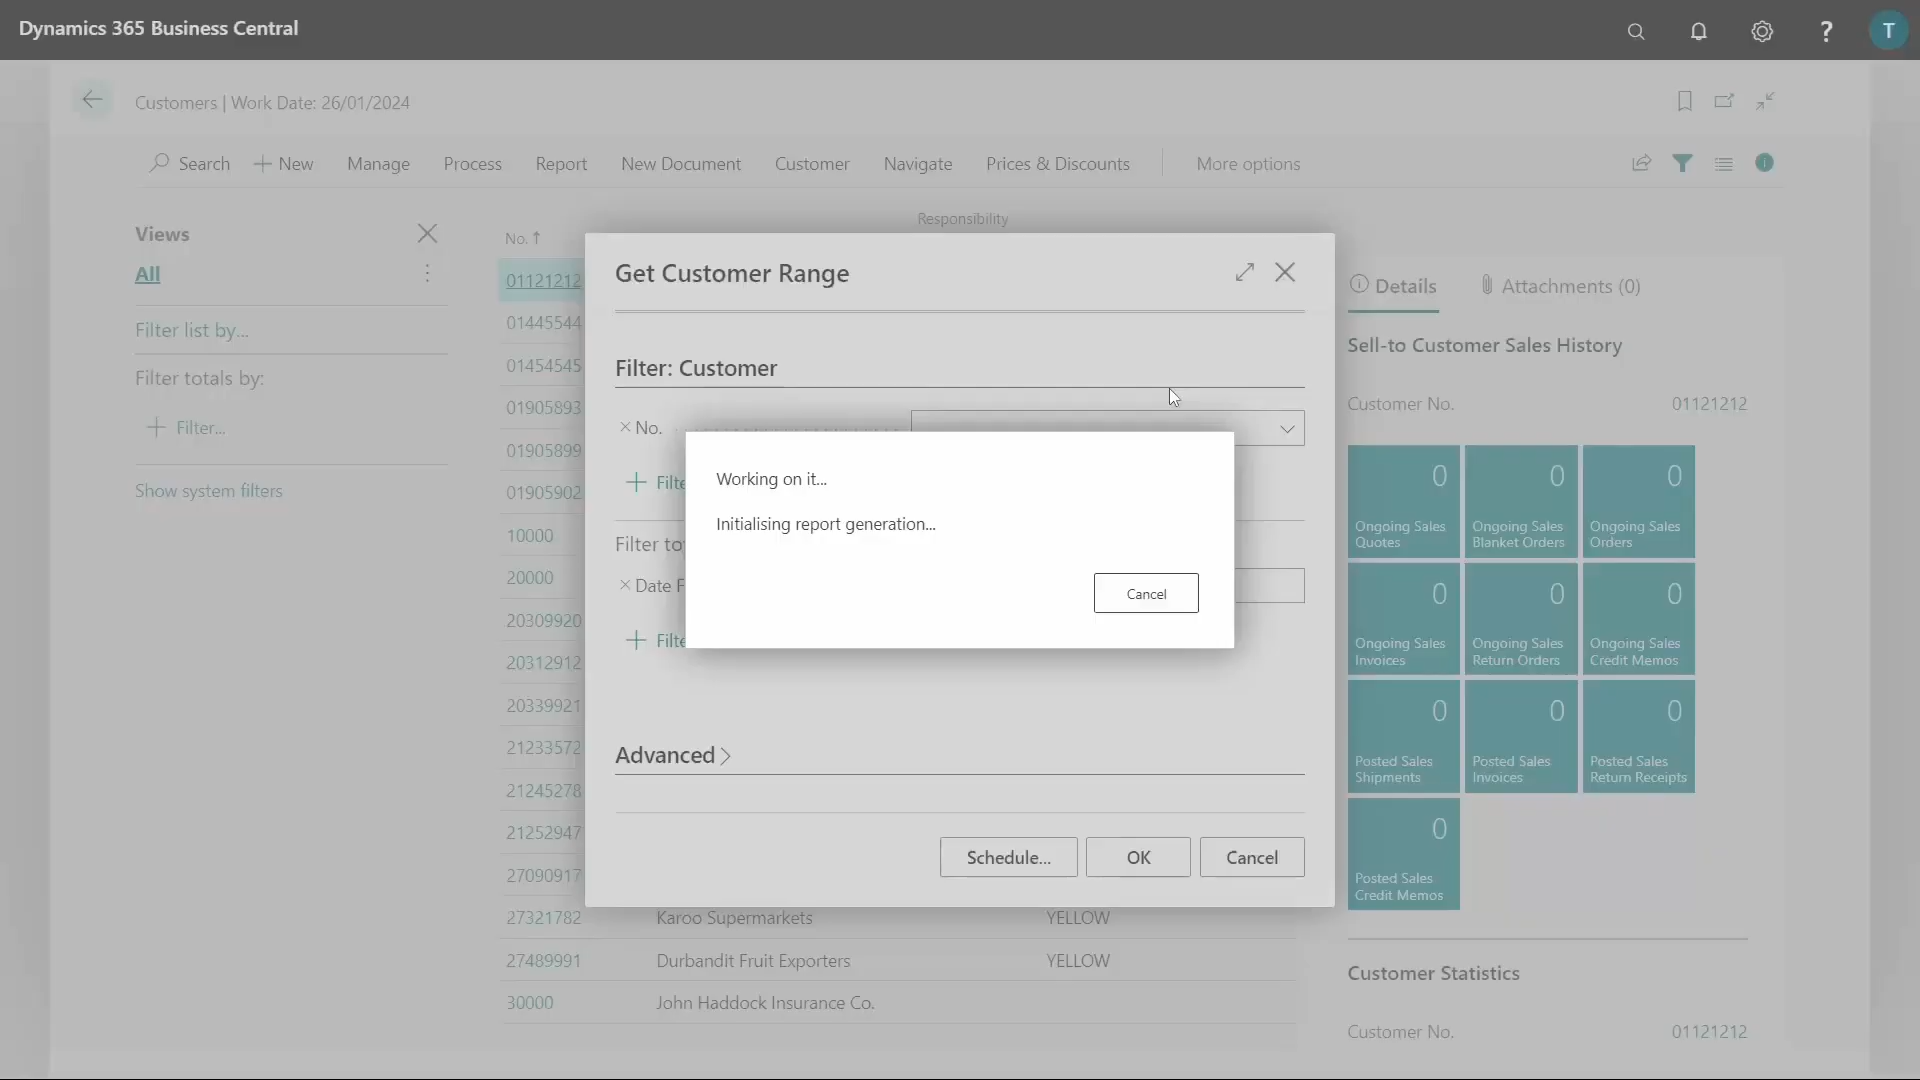 Dynamics 365 Business Central
?
T
Customers | Work Date: 26/01/2024
Search
New
Manage
Process
Report
New Document
Customer
Navigate
Prices & Discounts
More options
Views
All
Filter list by...
Filter totals by:
Filter...
Show system filters
Responsibility
No. ↑
01121212
01445544
01454545
01905893
01905899
01905902
10000
20000
20309920
20312912
20339921
21233572
21245278
21252947
27090917
27321782 Karoo Supermarkets YELLOW
27489991 Durbandit Fruit Exporters YELLOW
30000 John Haddock Insurance Co.
Get Customer Range
Filter: Customer
× No.
Filte
Filter to
× Date F
Filte
Working on it...
Initialising report generation...
Cancel
Advanced >
Schedule...
OK
Cancel
Details
Attachments (0)
Sell-to Customer Sales History
Customer No. 01121212
0
Ongoing Sales
Quotes
0
Ongoing Sales
Blanket Orders
0
Ongoing Sales
Orders
0
Ongoing Sales
Invoices
0
Ongoing Sales
Return Orders
0
Ongoing Sales
Credit Memos
0
Posted Sales
Shipments
0
Posted Sales
Invoices
0
Posted Sales
Return Receipts
0
Posted Sales
Credit Memos
Customer Statistics
Customer No. 01121212